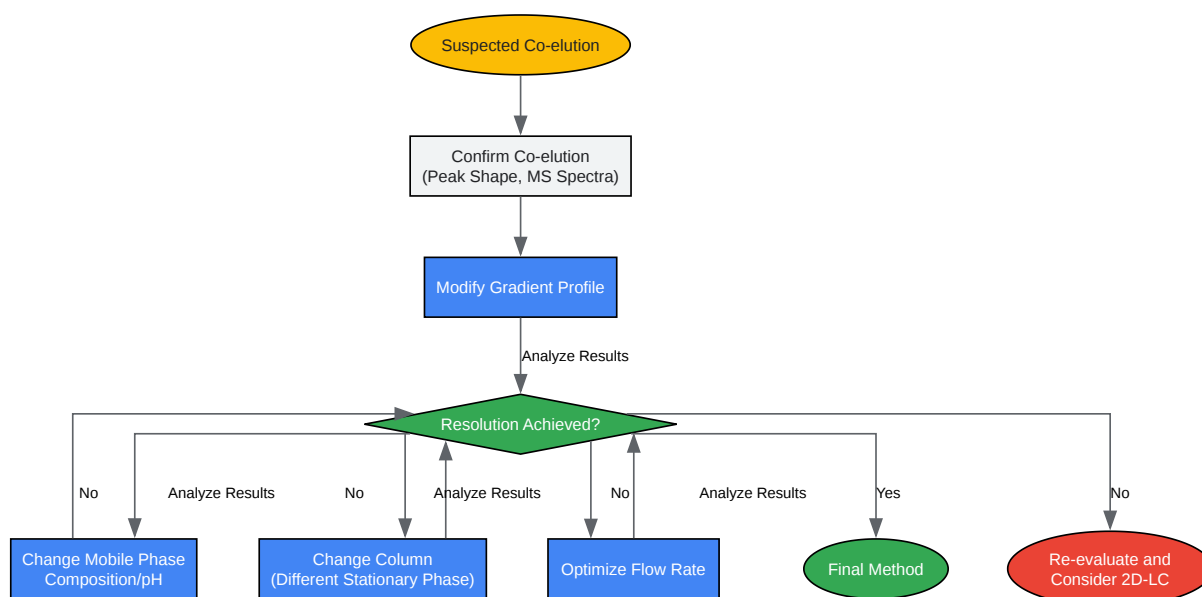 Suspected Co-elution
Confirm Co-elution
(Peak Shape, MS Spectra)
Modify Gradient Profile
Analyze Results
Resolution Achieved?
No
Analyze Results
No
Analyze Results
No
Analyze Results
Yes
No
Change Mobile Phase
Composition/pH
Change Column
(Different Stationary Phase)
Optimize Flow Rate
Final Method
Re-evaluate and
Consider 2D-LC